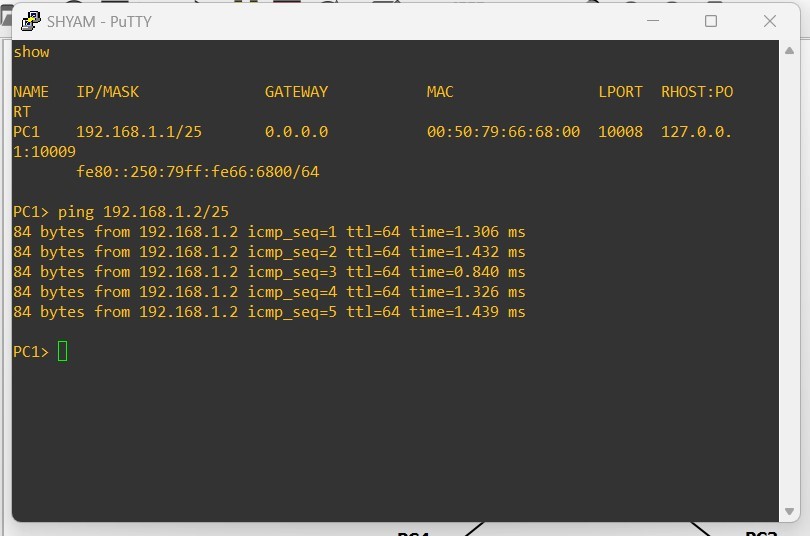 SHYAM - PuTTY
show
NAME IP/MASK GATEWAY MAC LPORT RHOST:PO
RT
PC1 192.168.1.1/25 0.0.0.0 00:50:79:66:68:00 10008 127.0.0.
1:10009
fe80::250:79ff:fe66:6800/64
PC1> ping 192.168.1.2/25
84 bytes from 192.168.1.2 icmp_seq=1 ttl=64 time=1.306 ms
84 bytes from 192.168.1.2 icmp_seq=2 ttl=64 time=1.432 ms
84 bytes from 192.168.1.2 icmp_seq=3 ttl=64 time=0.840 ms
84 bytes from 192.168.1.2 icmp_seq=4 ttl=64 time=1.326 ms
84 bytes from 192.168.1.2 icmp_seq=5 ttl=64 time=1.439 ms
PC1>